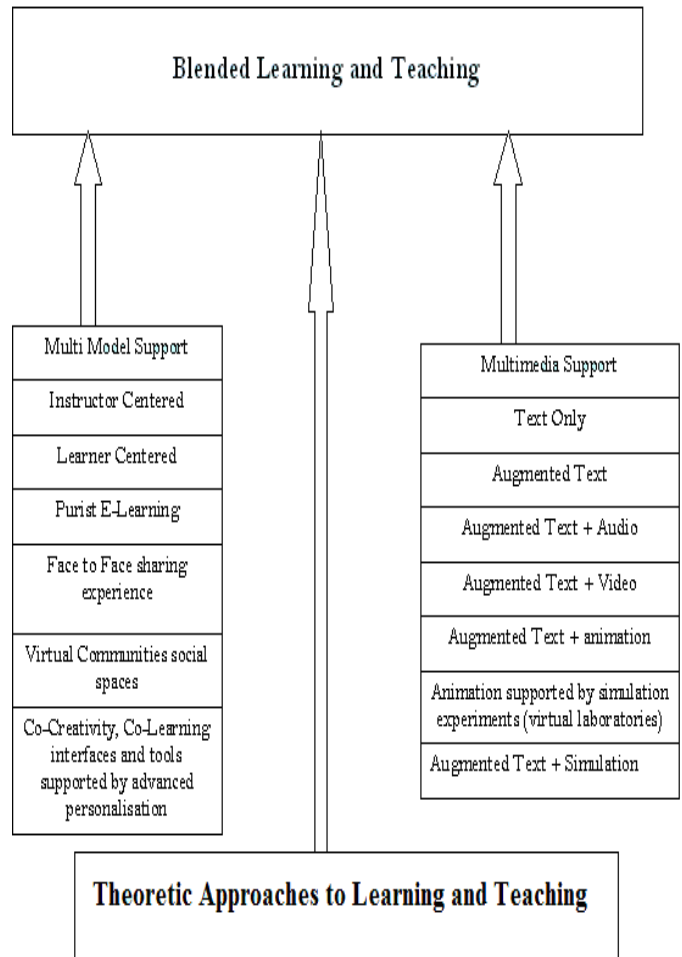 Blended Learning and Teaching
Multi Model Support
Instructor Centered
Learner Centered
Purist E-Learning
Face to Face sharing
experience
Virtual Communities social
spaces
Co-Creativity, Co-Learning
interfaces and tools
supported by advanced
personalisation
Multimedia Support
Text Only
Augmented Text
Augmented Text + Audio
Augmented Text + Video
Augmented Text + animation
Animation supported by simulation
experiments (virtual laboratories)
Augmented Text + Simulation
Theoretic Approaches to Learning and Teaching